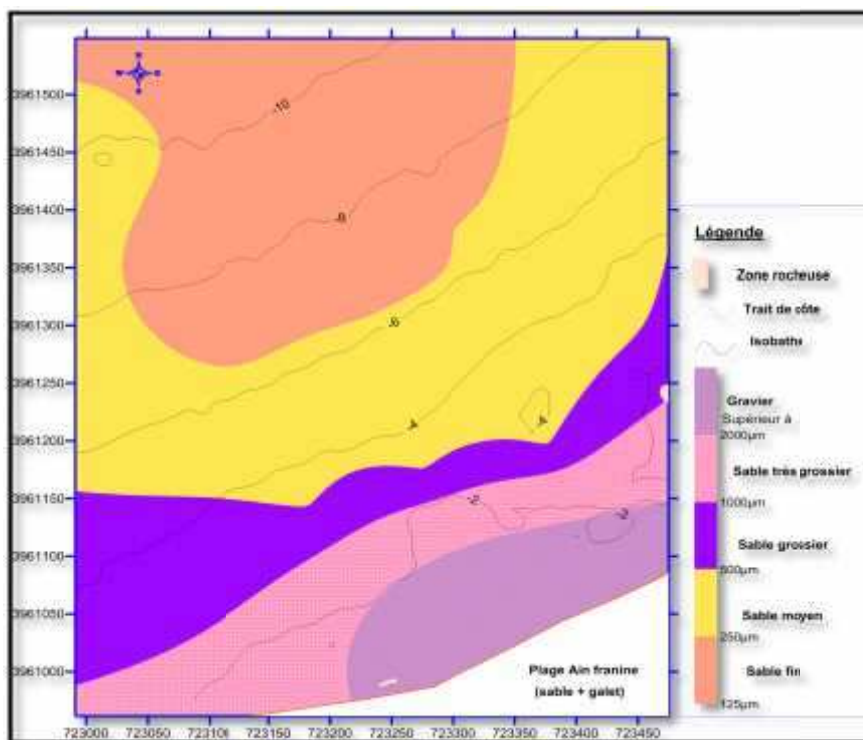 3961500
3961450
3961400
3961350
3961300
3961250
3961200
3961150
3961100
3961050
3961000
-10
-8
-6
-4
-4
-2
-2
Plage Ain franine
(sable + galet)
723000 723050 723100 723150 723200 723250 723300 723350 723400 723450
Légende
Zone rocheuse
Trait de côte
Isobathe
Gravier
Supérieur à
2000µm
Sable très grossier
1000µm
Sable grossier
500µm
Sable moyen
250µm
Sable fin
125µm